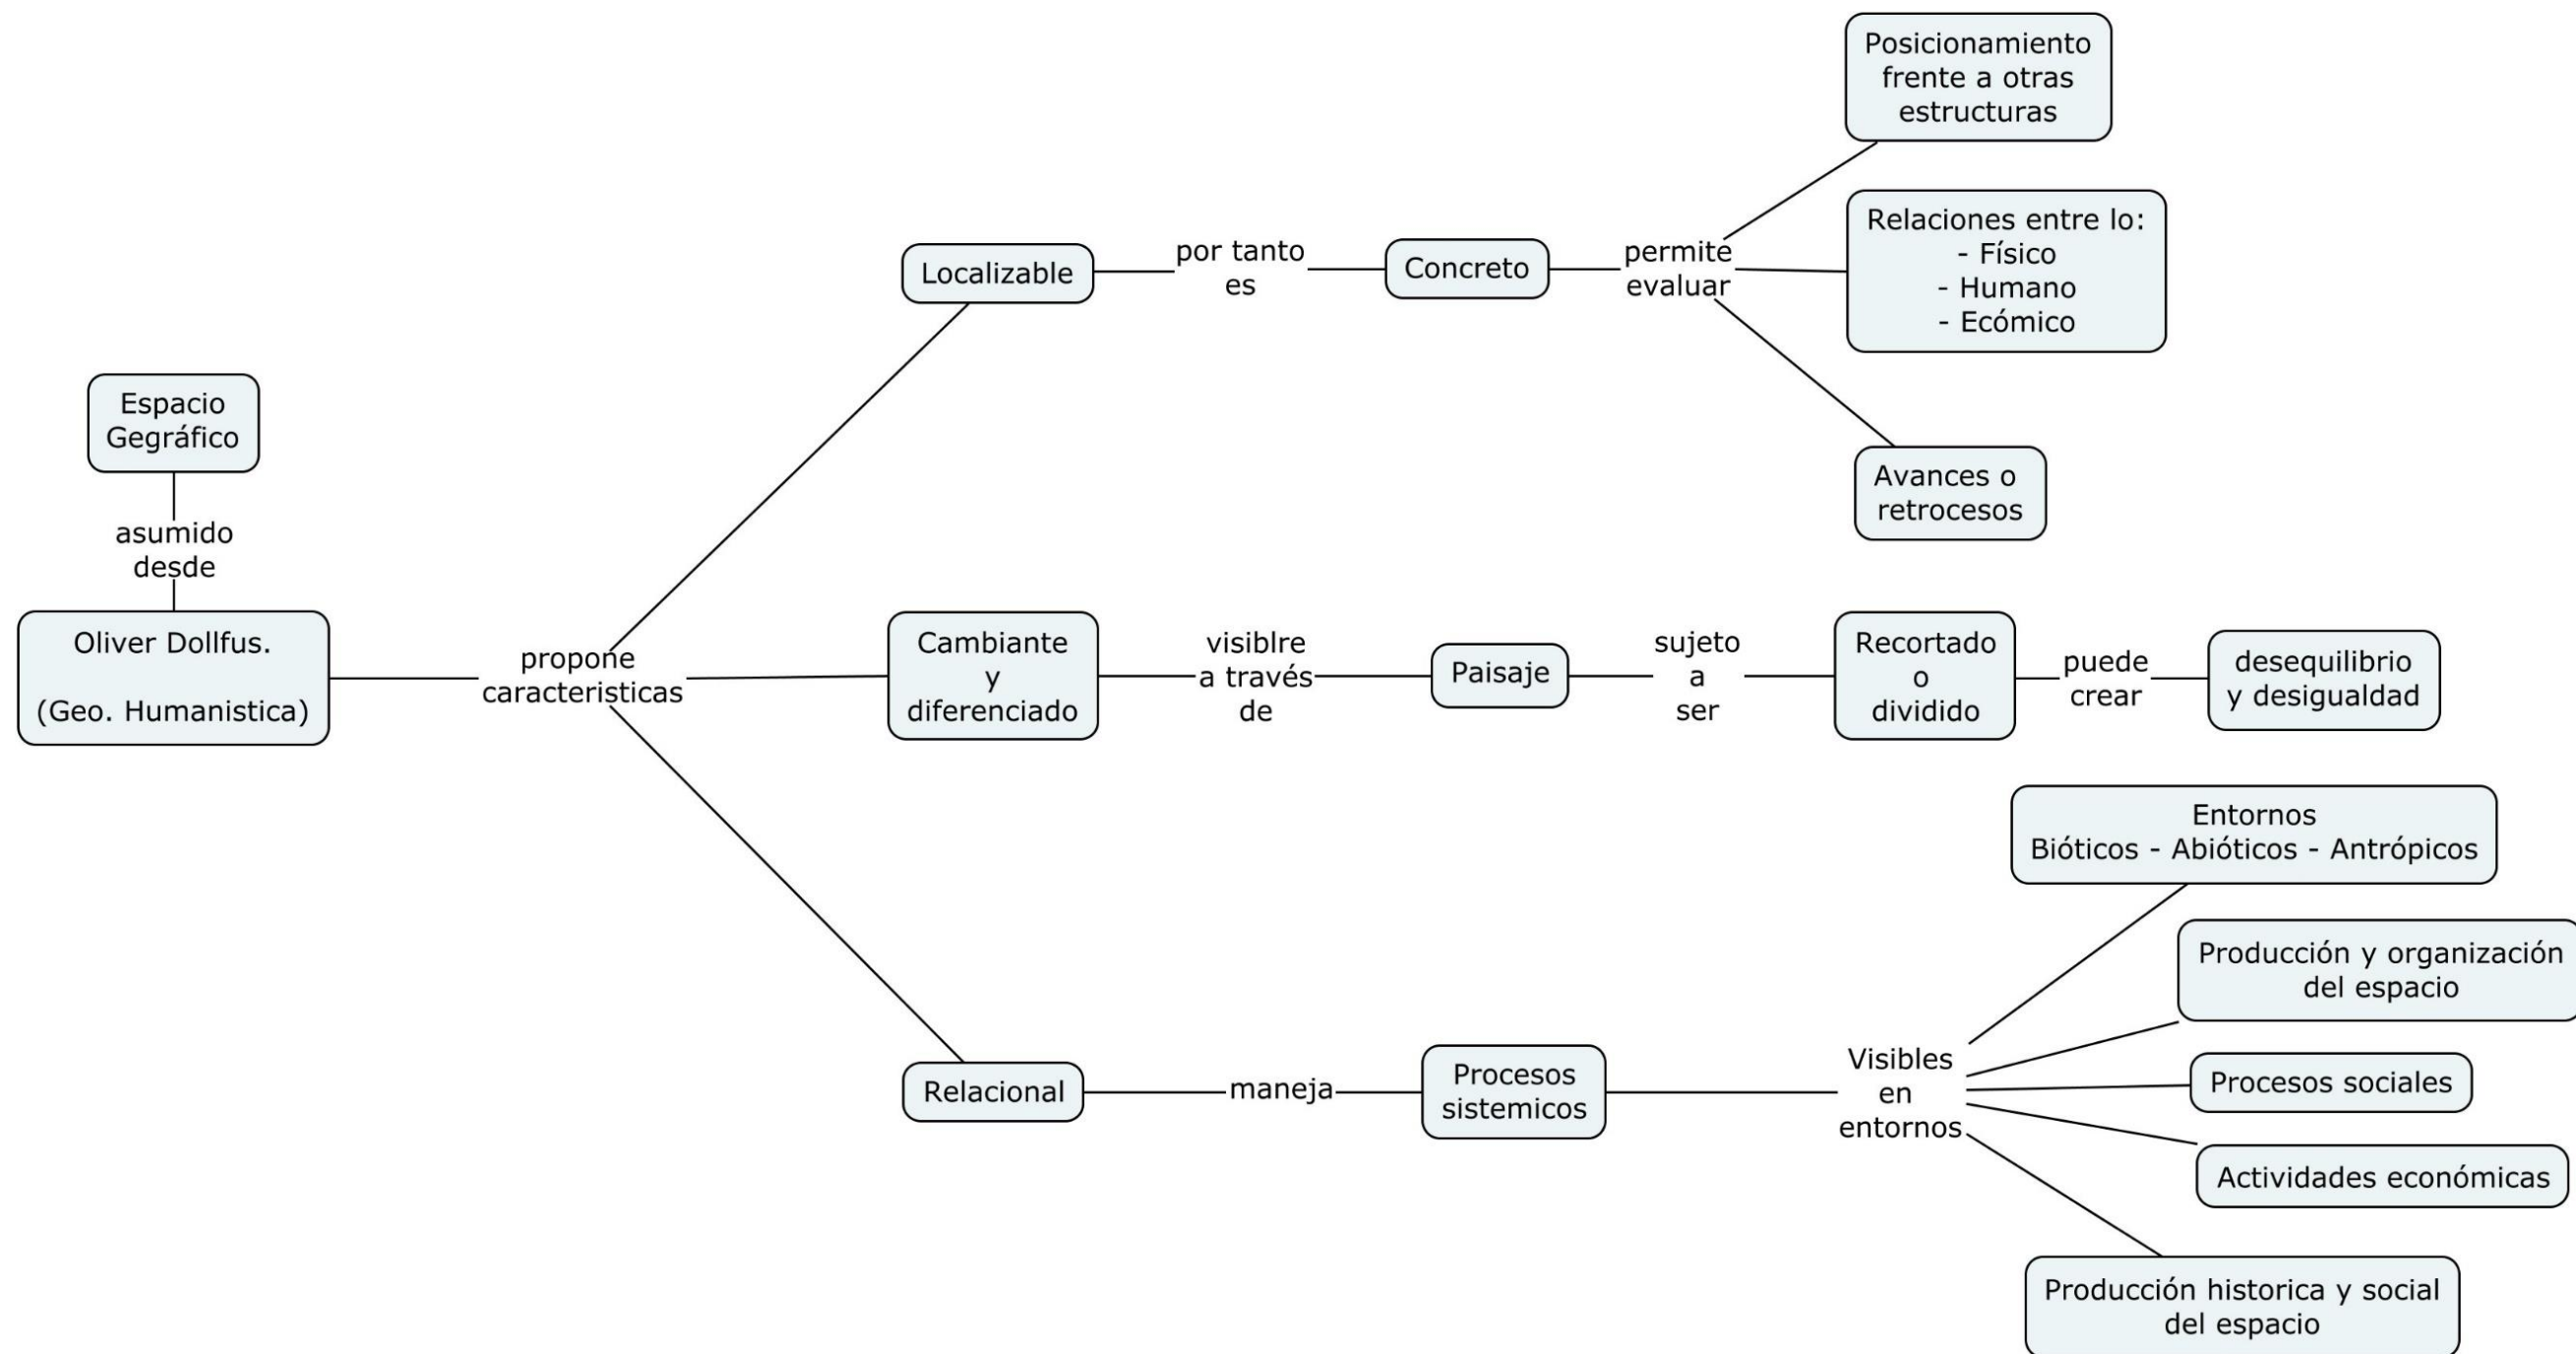 Espacio
Gegráfico
asumido
desde
Oliver Dollfus.
(Geo. Humanistica)
propone
caracteristicas
Localizable
por tanto
es
Concreto
permite
evaluar
Posicionamiento
frente a otras
estructuras
Relaciones entre lo:
- Físico
- Humano
- Ecómico
Avances o
retrocesos
Cambiante
y
diferenciado
visiblre
a través
de
Paisaje
sujeto
a
ser
Recortado
o
dividido
puede
crear
desequilibrio
y desigualdad
Relacional
maneja
Procesos
sistemicos
Visibles
en
entornos
Entornos
Bióticos - Abióticos - Antrópicos
Producción y organización
del espacio
Procesos sociales
Actividades económicas
Producción historica y social
del espacio